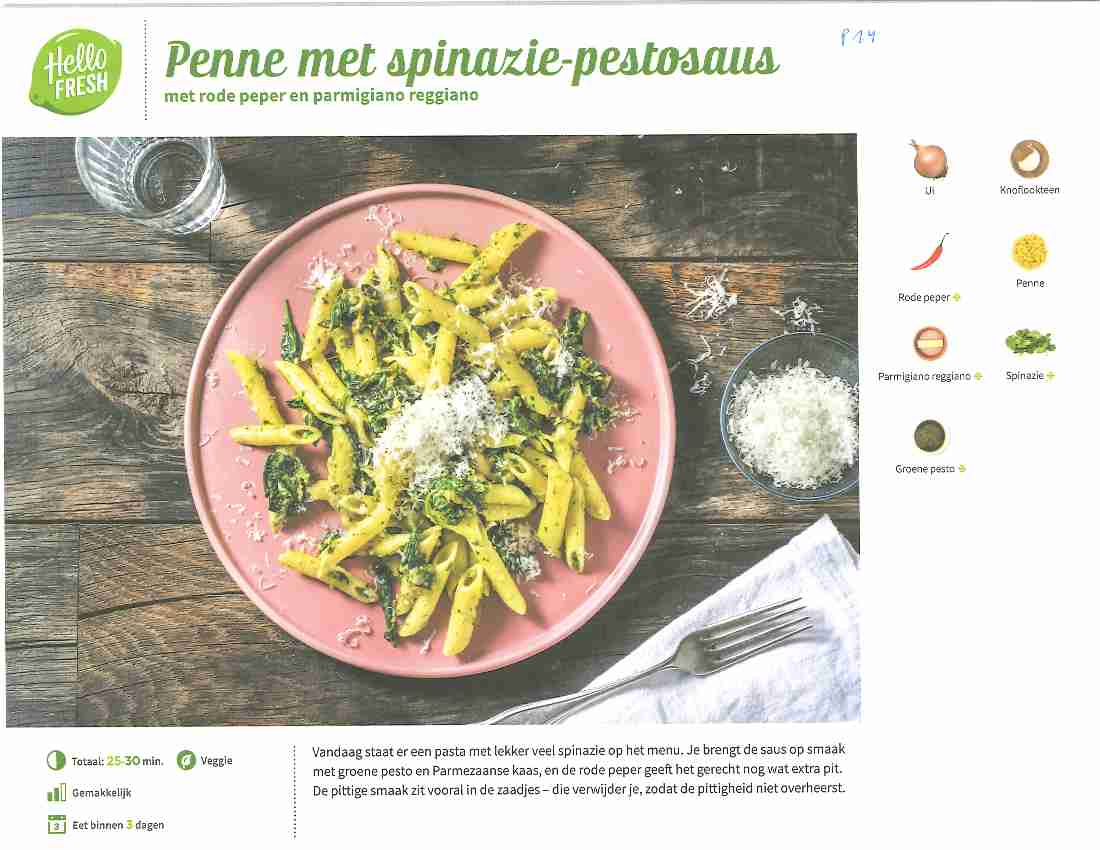 Hello
FRESH
Penne met spinazie-pestosaus
met rode peper en parmigiano reggiano
P 14
Ui
Knoflookteen
Rode peper
Penne
Parmigiano reggiano
Spinazie
Groene pesto
Totaal: 25-30 min.
Veggie
Gemakkelijk
3
Eet binnen 3 dagen
Vandaag staat er een pasta met lekker veel spinazie op het menu. Je brengt de saus op smaak
met groene pesto en Parmezaanse kaas, en de rode peper geeft het gerecht nog wat extra pit.
De pittige smaak zit vooral in de zaadjes – die verwijder je, zodat de pittigheid niet overheerst.